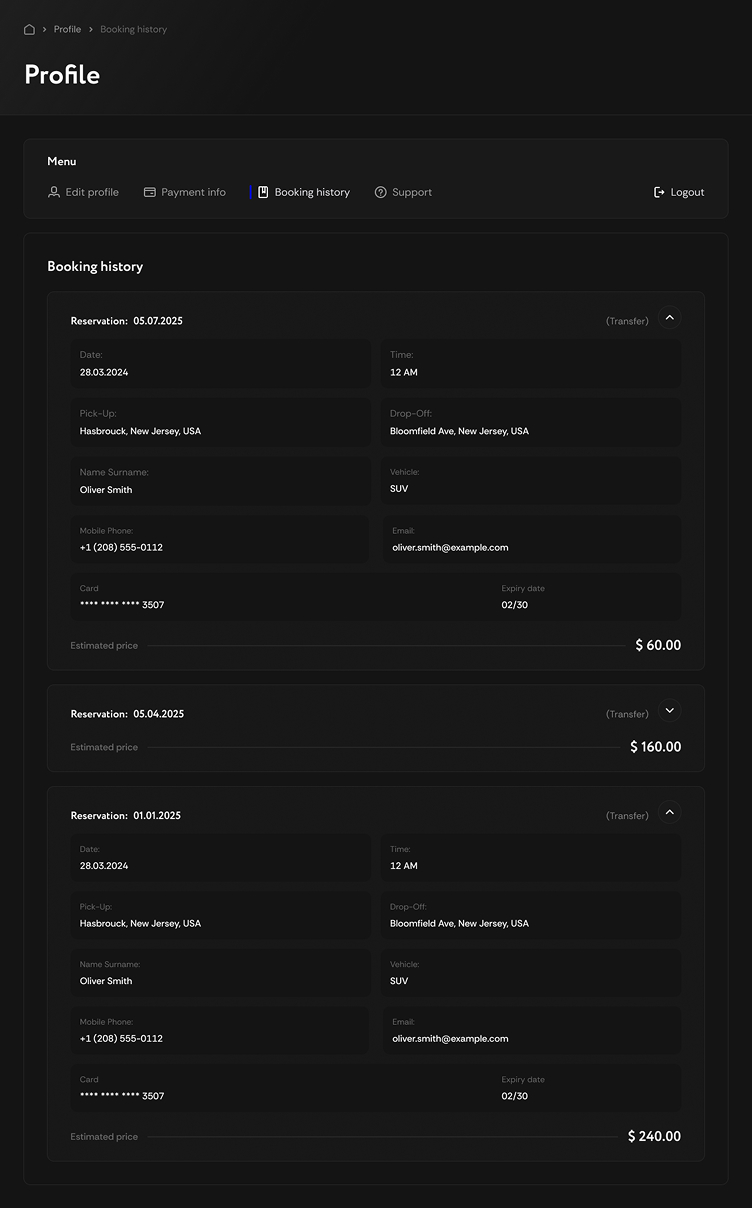 Profile Booking history
Profile
Menu
Edit profile Payment info Booking history Support Logout
Booking history
Reservation: 05.07.2025 (Transfer)
Date: Time:
28.03.2024 12 AM
Pick-Up: Drop-Off:
Hasbrouck, New Jersey, USA Bloomfield Ave, New Jersey, USA
Name Surname: Vehicle:
Oliver Smith SUV
Mobile Phone: Email:
+1 (208) 555-0112 oliver.smith@example.com
Card Expiry date
**** **** **** 3507 02/30
Estimated price $ 60.00
Reservation: 05.04.2025 (Transfer)
Estimated price $ 160.00
Reservation: 01.01.2025 (Transfer)
Date: Time:
28.03.2024 12 AM
Pick-Up: Drop-Off:
Hasbrouck, New Jersey, USA Bloomfield Ave, New Jersey, USA
Name Surname: Vehicle:
Oliver Smith SUV
Mobile Phone: Email:
+1 (208) 555-0112 oliver.smith@example.com
Card Expiry date
**** **** **** 3507 02/30
Estimated price $ 240.00